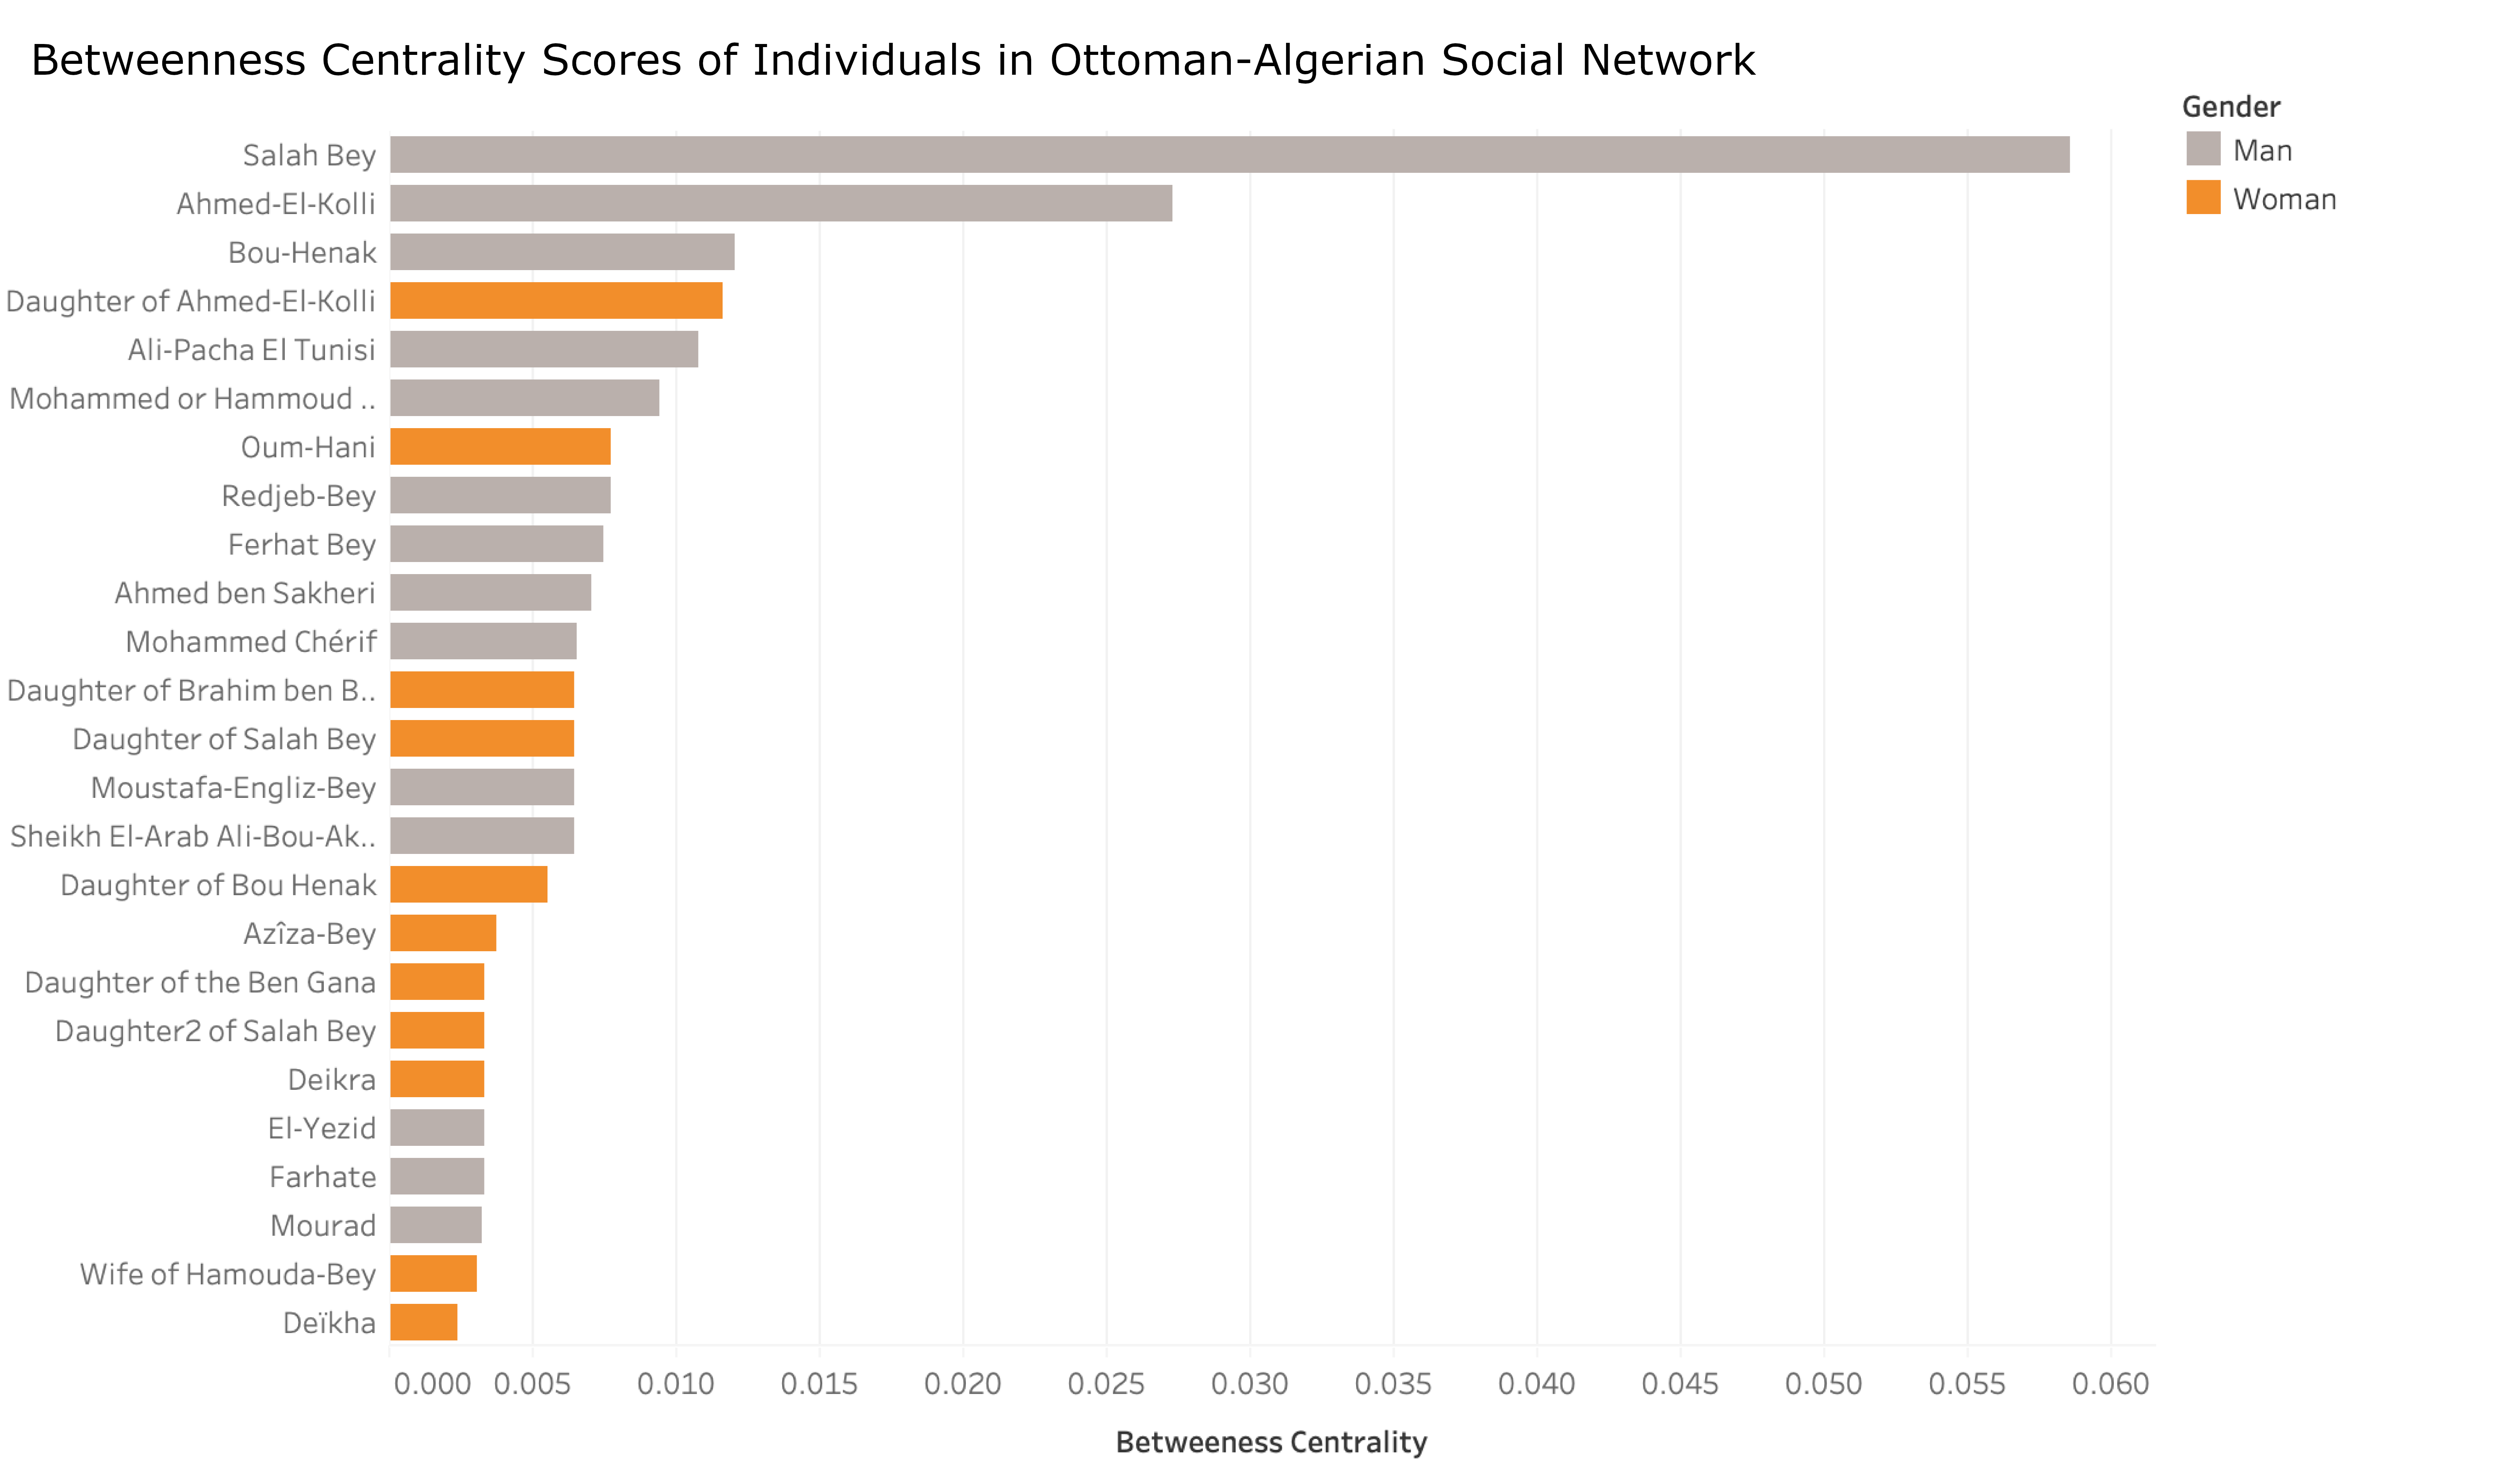 Betweenness Centrality Scores of Individuals in Ottoman-Algerian Social Network
Gender
Man
Woman
Salah Bey
Ahmed-El-Kolli
Bou-Henak
Daughter of Ahmed-El-Kolli
Ali-Pacha El Tunisi
Mohammed or Hammoud ..
Oum-Hani
Redjeb-Bey
Ferhat Bey
Ahmed ben Sakheri
Mohammed Chérif
Daughter of Brahim ben B..
Daughter of Salah Bey
Moustafa-Engliz-Bey
Sheikh El-Arab Ali-Bou-Ak..
Daughter of Bou Henak
Azîza-Bey
Daughter of the Ben Gana
Daughter2 of Salah Bey
Deikra
El-Yezid
Farhate
Mourad
Wife of Hamouda-Bey
Deïkha
0.000 0.005 0.010 0.015 0.020 0.025 0.030 0.035 0.040 0.045 0.050 0.055 0.060
Betweeness Centrality